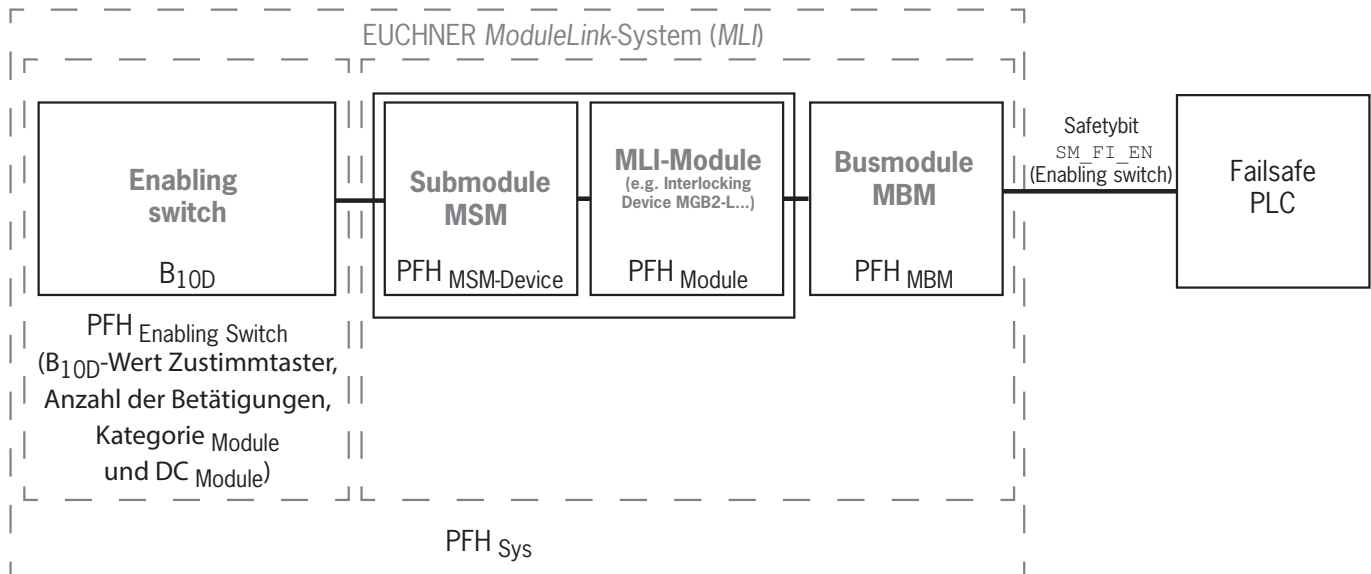 EUCHNER ModuleLink-System (MLI)
Enabling
switch
B10D
PFH Enabling Switch
(B10D-Wert Zustimmtaster,
Anzahl der Betätigungen,
Kategorie Module
und DC Module)
Submodule
MSM
PFH MSM-Device
MLI-Module
(e.g. Interlocking
Device MGB2-L...)
PFH Module
Busmodule
MBM
PFH MBM
Safetybit
SM_FI_EN
(Enabling switch)
Failsafe
PLC
PFH Sys